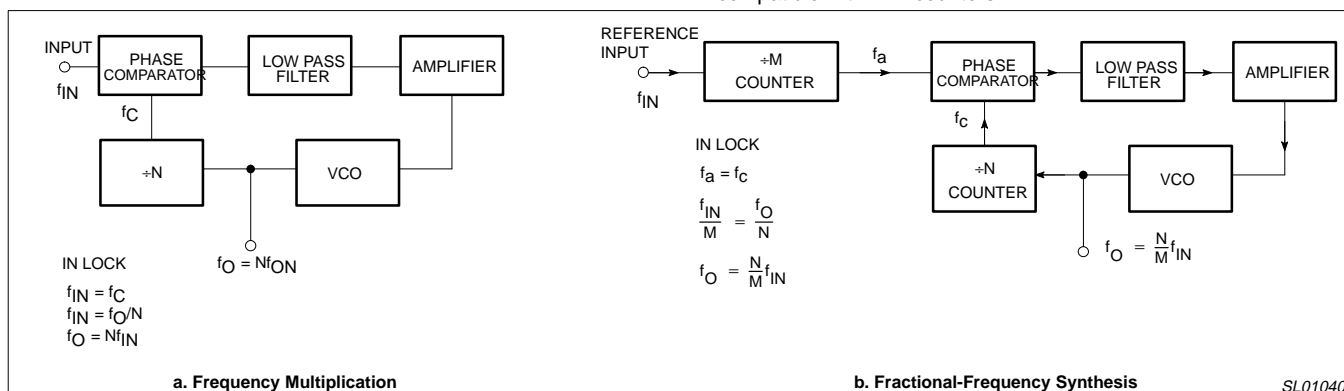 INPUT
fIN
PHASE
COMPARATOR
LOW PASS
FILTER
AMPLIFIER
fC
÷N
VCO
fO = NfON
IN LOCK
fIN = fC
fIN = fO/N
fO = NfIN
a. Frequency Multiplication
REFERENCE
INPUT
fIN
÷M
COUNTER
fa
PHASE
COMPARATOR
LOW PASS
FILTER
AMPLIFIER
fc
÷N
COUNTER
VCO
fO = N/M fIN
IN LOCK
fa = fc
fIN/M = fO/N
fO = N/M fIN
b. Fractional-Frequency Synthesis
SL01040